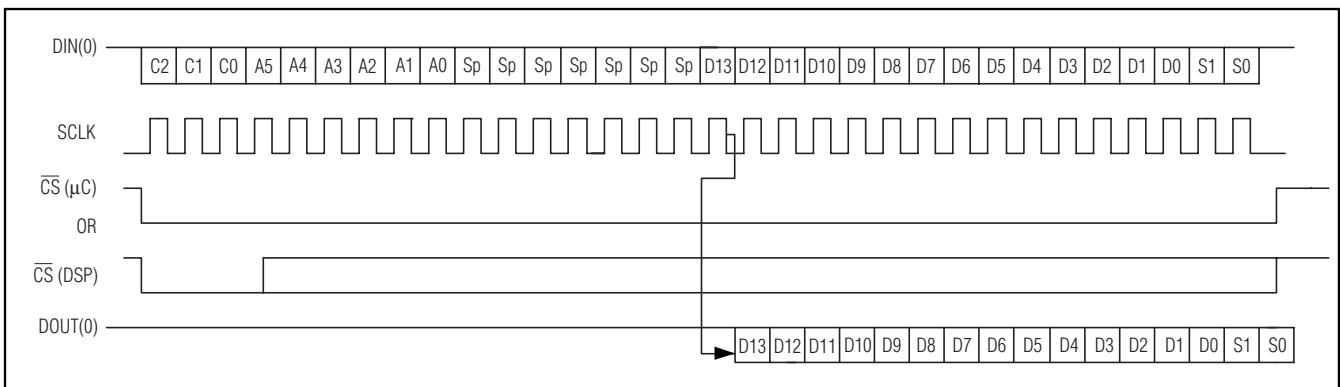 DIN(0) C2 C1 C0 A5 A4 A3 A2 A1 A0 Sp Sp Sp Sp Sp Sp Sp D13 D12 D11 D10 D9 D8 D7 D6 D5 D4 D3 D2 D1 D0 S1 S0
SCLK
CS (μC)
OR
CS (DSP)
DOUT(0) D13 D12 D11 D10 D9 D8 D7 D6 D5 D4 D3 D2 D1 D0 S1 S0